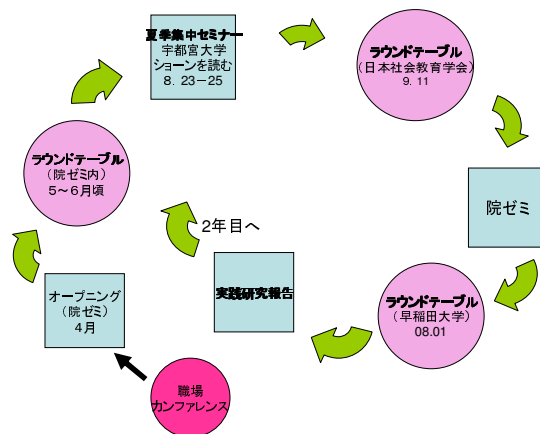 夏季集中セミナー
宇都宮大学
ショーンを読む
8．23－25
ラウンドテーブル
（日本社会教育学会）
9．11
ラウンドテーブル
（院ゼミ内）
5～6月頃
院ゼミ
2年目へ
オープニング
（院ゼミ）
4月
実践研究報告
ラウンドテーブル
（早稲田大学）
08.01
職場
カンファレンス